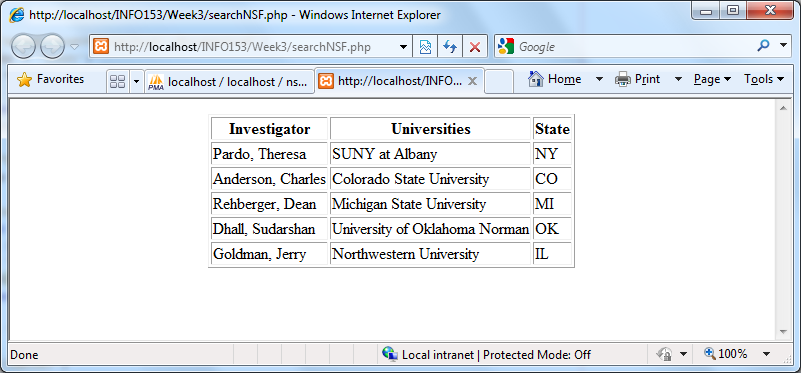 http://localhost/INFO153/Week3/searchNSF.php - Windows Internet Explorer
http://localhost/INFO153/Week3/searchNSF.php
Google
Favorites
PMA
localhost / localhost / ns...
http://localhost/INFO...
Home
Print
Page
Tools
Investigator Universities State
Pardo, Theresa SUNY at Albany NY
Anderson, Charles Colorado State University CO
Rehberger, Dean Michigan State University MI
Dhall, Sudarshan University of Oklahoma Norman OK
Goldman, Jerry Northwestern University IL
Done
Local intranet | Protected Mode: Off
100%